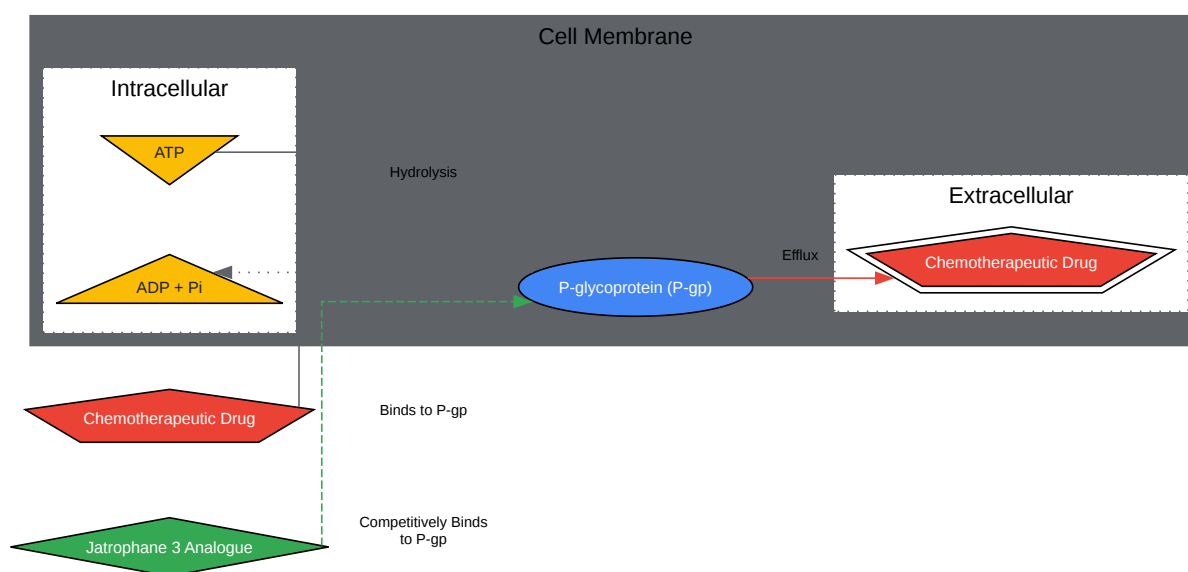 Cell Membrane
Intracellular
ATP
Hydrolysis
Extracellular
Efflux
Chemotherapeutic Drug
ADP + Pi
P-glycoprotein (P-gp)
Chemotherapeutic Drug
Binds to P-gp
Competitively Binds
to P-gp
Jatrophane 3 Analogue